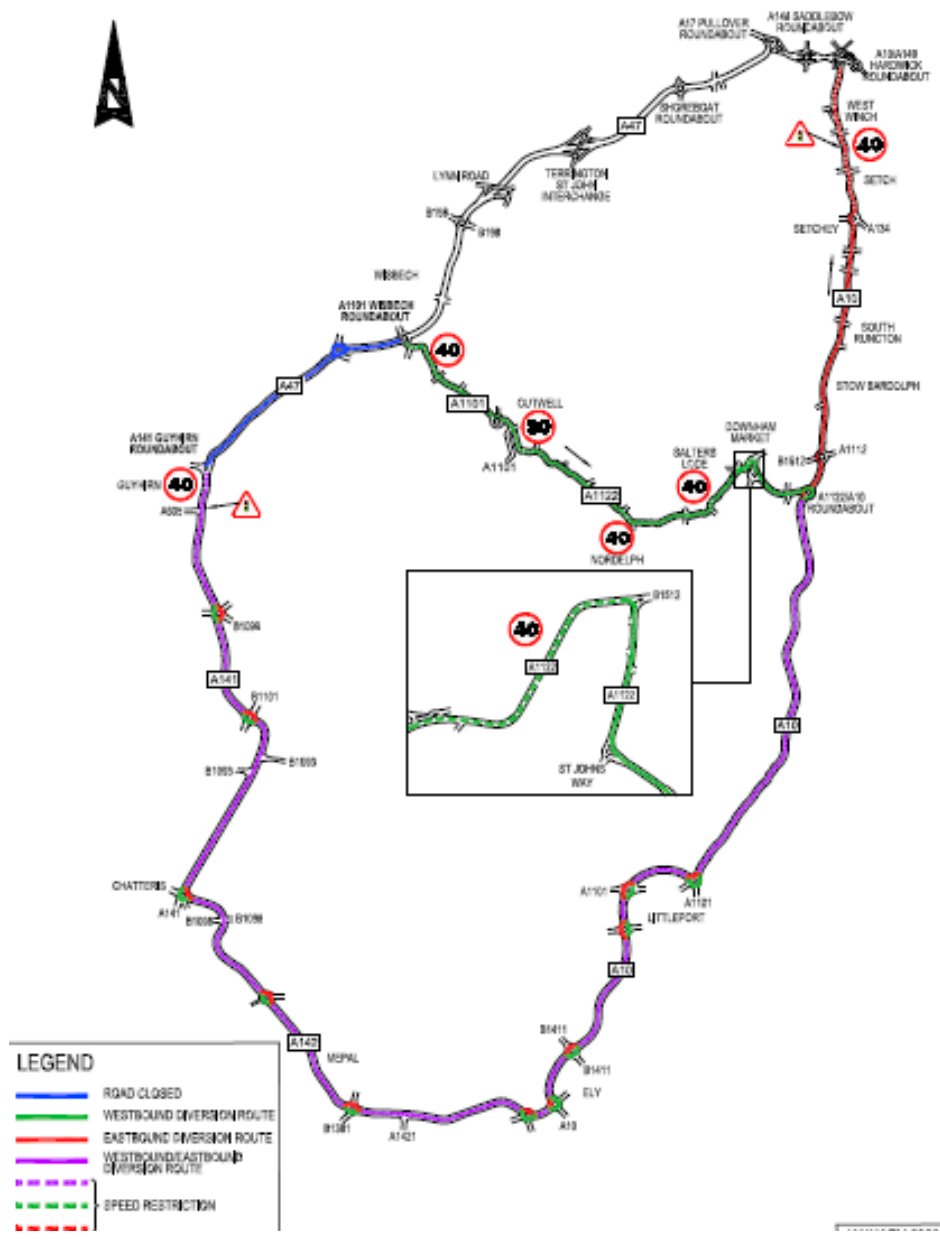 N
A17 PULLOVER
ROUNDABOUT
A148 SADDLEBOW
ROUNDABOUT
A10/A149
HARDWICK
ROUNDABOUT
WEST
WINCH
40
SHOREBOAT
ROUNDABOUT
A47
TERRINGTON
ST JOHN
INTERCHANGE
LYNN ROAD
SETCH
SETCHEY
A134
B198
B198
WISBECH
A10
A1101 WISBECH
ROUNDABOUT
SOUTH
RUNCTON
40
A47
A1101
OUTWELL
STOW BARDOLPH
DOWNHAM
MARKET
A141 GUYHIRN
ROUNDABOUT
A1101
SALTERS
LODE
B1512
A1112
GUYHIRN
40
40
A605
A1122
A1122/A10
ROUNDABOUT
40
NORDELPH
B1512
40
A1122
B1099
A141
A1122
B1101
A10
ST JOHNS
WAY
B1093
B1093
CHATTERIS
A141
B1098
B1098
A1101
A1101
LITTLEPORT
A10
A142
MEPAL
B1411
B1411
ELY
B1381
A1421
A10
LEGEND
ROAD CLOSED
WESTBOUND DIVERSION ROUTE
EASTBOUND DIVERSION ROUTE
WESTBOUND/EASTBOUND
DIVERSION ROUTE
SPEED RESTRICTION